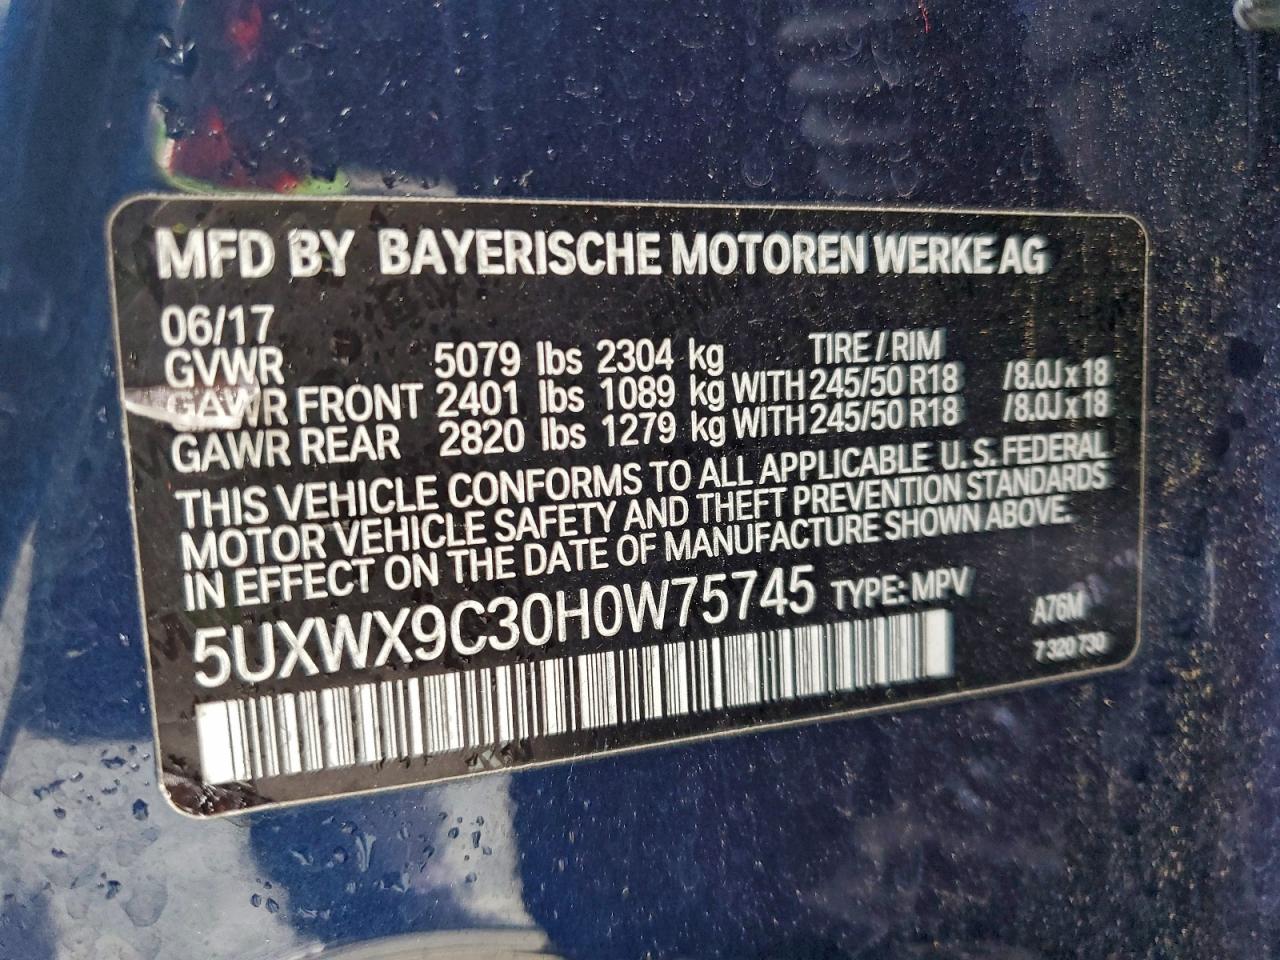 MFD BY BAYERISCHE MOTOREN WERKE AG
06/17 TIRE / RIM
GVWR 5079 lbs 2304 kg
GAWR FRONT 2401 lbs 1089 kg WITH 245/50 R18 /8.0J x 18
GAWR REAR 2820 lbs 1279 kg WITH 245/50 R18 /8.0J x 18
THIS VEHICLE CONFORMS TO ALL APPLICABLE U.S. FEDERAL
MOTOR VEHICLE SAFETY AND THEFT PREVENTION STANDARDS
IN EFFECT ON THE DATE OF MANUFACTURE SHOWN ABOVE.
5UXWX9C30H0W75745 TYPE: MPV
A76M
7 320 730